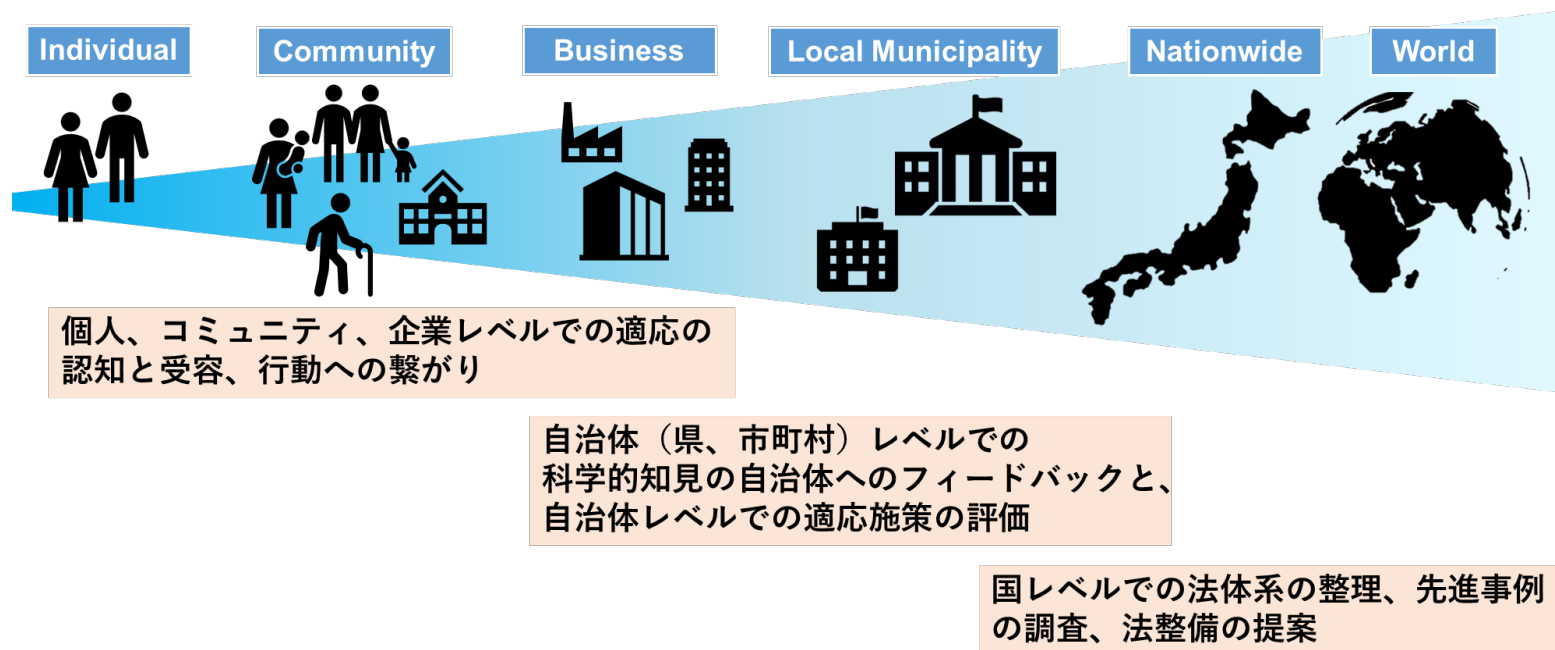 Individual
Community
Business
Local Municipality
Nationwide
World
個人、コミュニティ、企業レベルでの適応の
認知と受容、行動への繋がり
自治体（県、市町村）レベルでの
科学的知見の自治体へのフィードバックと、
自治体レベルでの適応施策の評価
国レベルでの法体系の整理、先進事例
の調査、法整備の提案